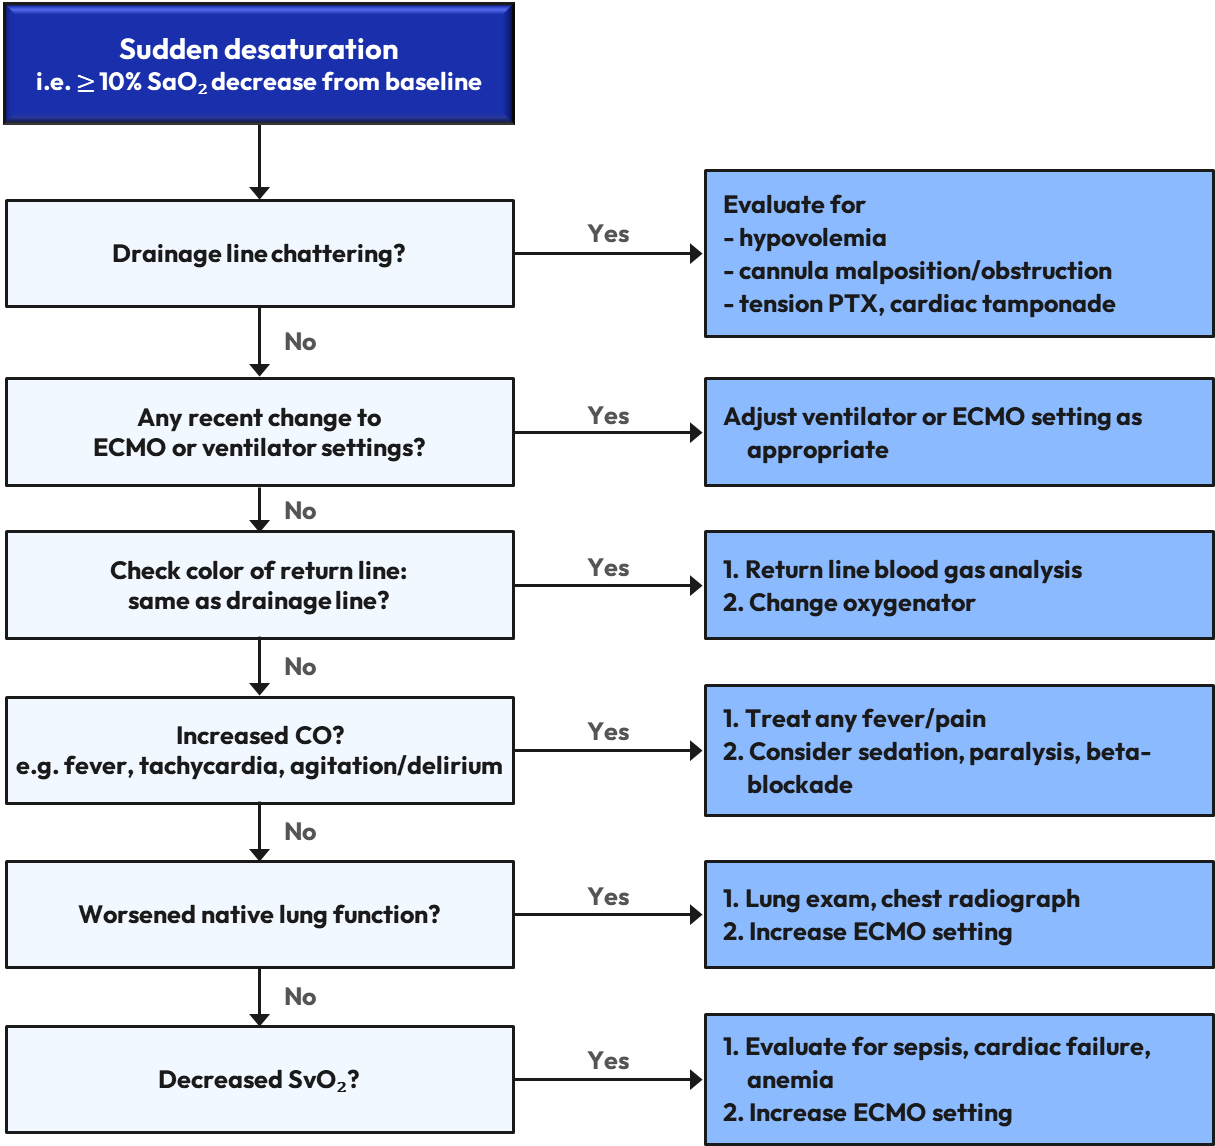 Sudden desaturation
i.e. ≥ 10% SaO₂ decrease from baseline
Drainage line chattering?
Yes
Evaluate for
- hypovolemia
- cannula malposition/obstruction
- tension PTX, cardiac tamponade
No
Any recent change to
ECMO or ventilator settings?
Yes
Adjust ventilator or ECMO setting as
appropriate
No
Check color of return line:
same as drainage line?
Yes
1. Return line blood gas analysis
2. Change oxygenator
No
Increased CO?
e.g. fever, tachycardia, agitation/delirium
Yes
1. Treat any fever/pain
2. Consider sedation, paralysis, beta-
blockade
No
Worsened native lung function?
Yes
1. Lung exam, chest radiograph
2. Increase ECMO setting
No
Decreased SvO₂?
Yes
1. Evaluate for sepsis, cardiac failure,
anemia
2. Increase ECMO setting